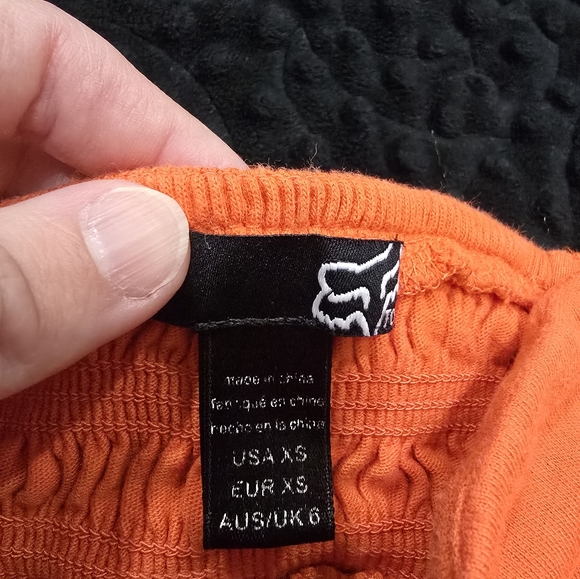 made in china
fabriqué en chine
hecho en la china
USA XS
EUR XS
AUS/UK 6